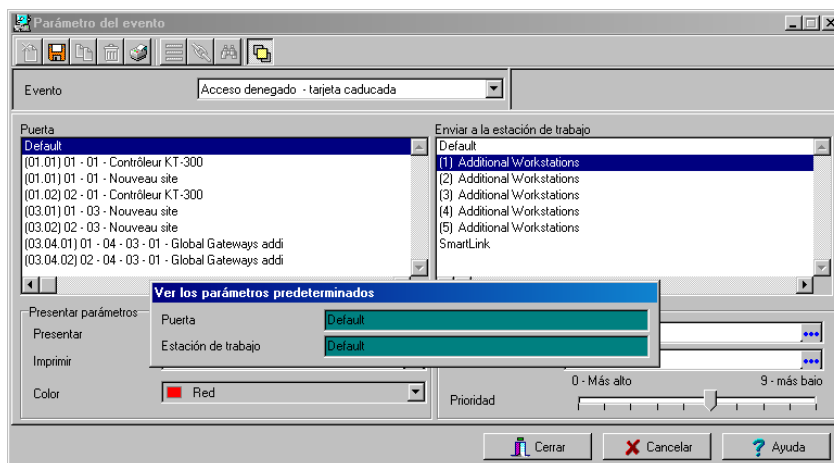 Parámetro del evento
Evento
Acceso denegado - tarjeta caducada
Puerta
Default
(01.01) 01 - 01 - Contrôleur KT-300
(01.01) 01 - 01 - Nouveau site
(01.02) 02 - 01 - Contrôleur KT-300
(03.01) 01 - 03 - Nouveau site
(03.02) 02 - 03 - Nouveau site
(03.04.01) 01 - 04 - 03 - 01 - Global Gateways addi
(03.04.02) 02 - 04 - 03 - 01 - Global Gateways addi
Enviar a la estación de trabajo
Default
(1) Additional Workstations
(2) Additional Workstations
(3) Additional Workstations
(4) Additional Workstations
(5) Additional Workstations
SmartLink
Ver los parámetros predeterminados
Puerta Default
Estación de trabajo Default
Presentar parámetros
Presentar
Imprimir
Color Red
0 - Más alto 9 - más bajo
Prioridad
Cerrar Cancelar Ayuda